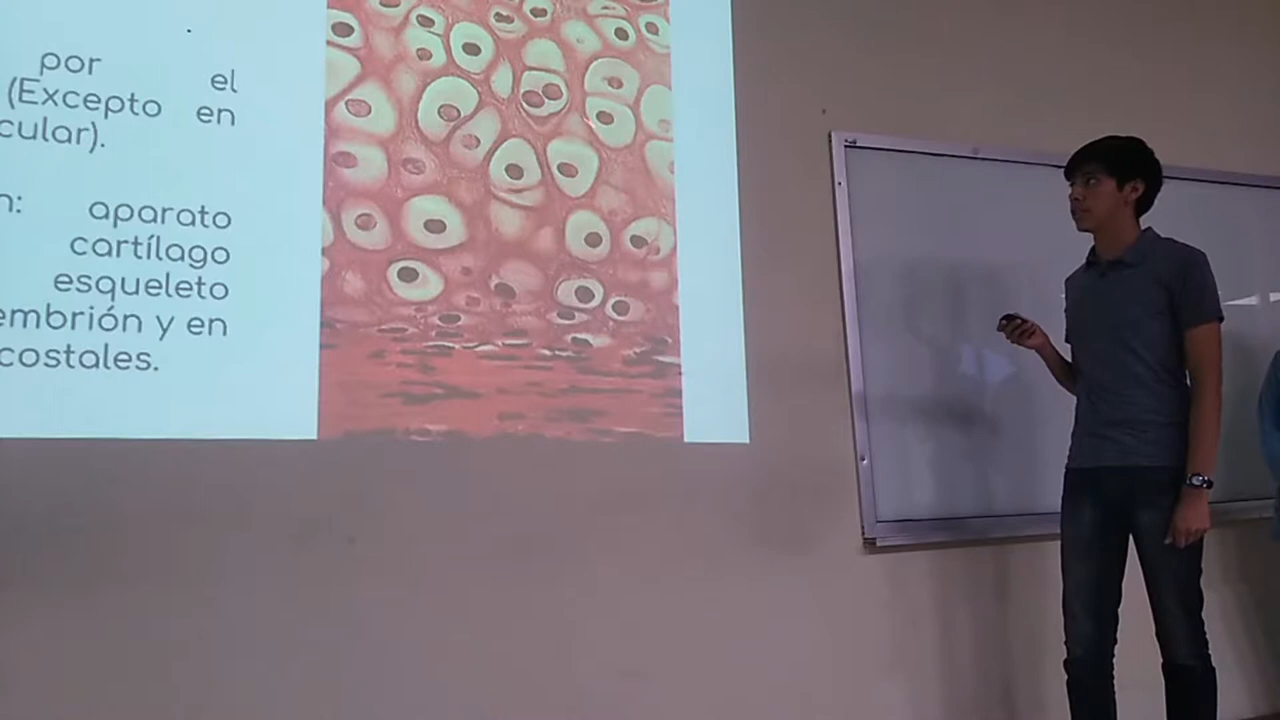 por el
(Excepto en
cular).
n: aparato
cartílago
esqueleto
embrión y en
costales.